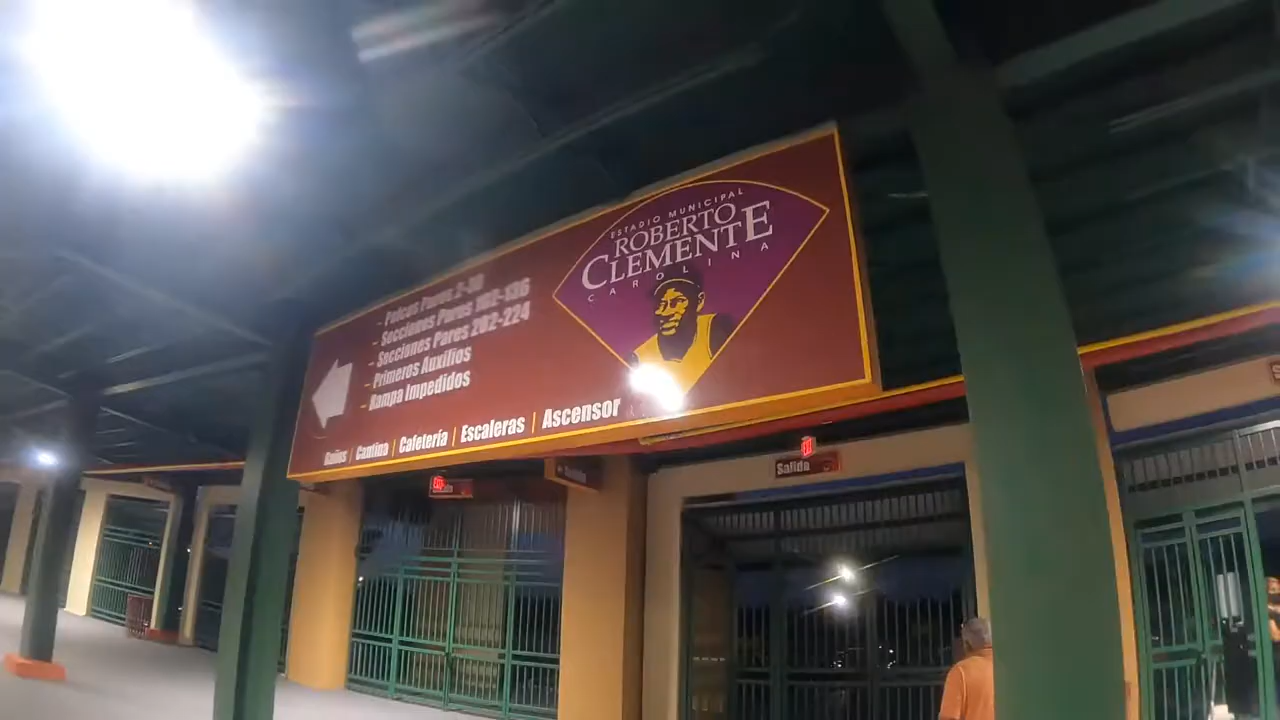 ESTADIO MUNICIPAL
ROBERTO
CLEMENTE
CAROLINA
- Palcos Pares 2-
- Secciones Pares 102-136
- Secciones Pares 202-224
- Primeros Auxilios
- Rampa Impedidos
Baños | Cantina | Cafetería | Escaleras | Ascensor
Exit
Salida